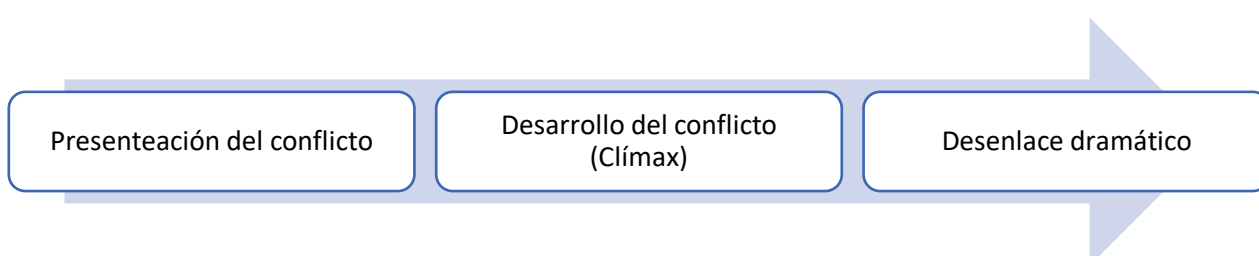 Presenteación del conflicto
Desarrollo del conflicto
(Clímax)
Desenlace dramático